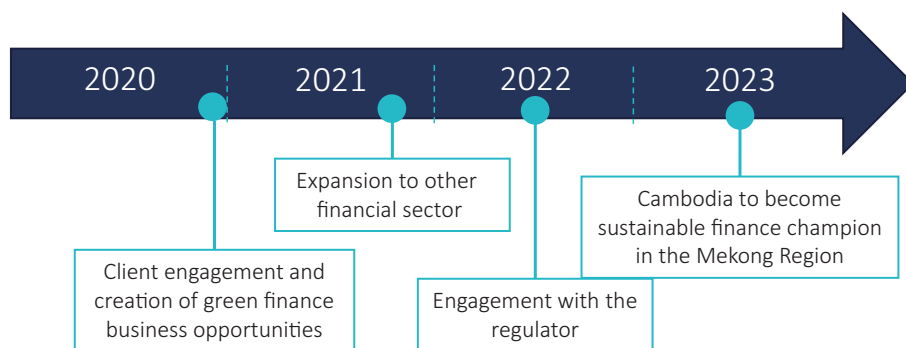 2020
2021
2022
2023
Expansion to other
financial sector
Cambodia to become
sustainable finance champion
in the Mekong Region
Client engagement and
creation of green finance
business opportunities
Engagement with the
regulator